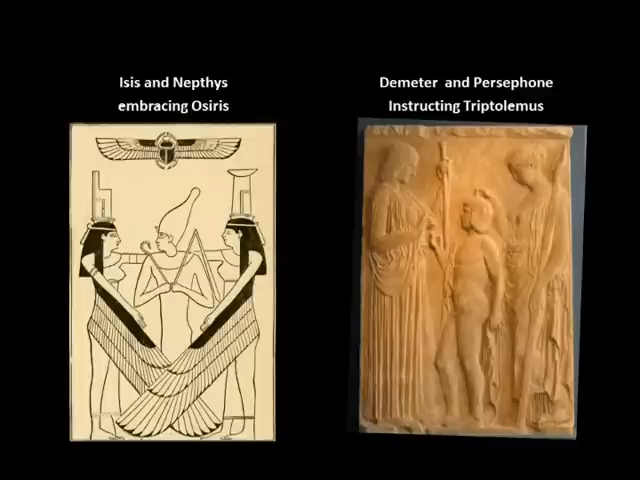 Isis and Nepthys
embracing Osiris
Demeter and Persephone
Instructing Triptolemus